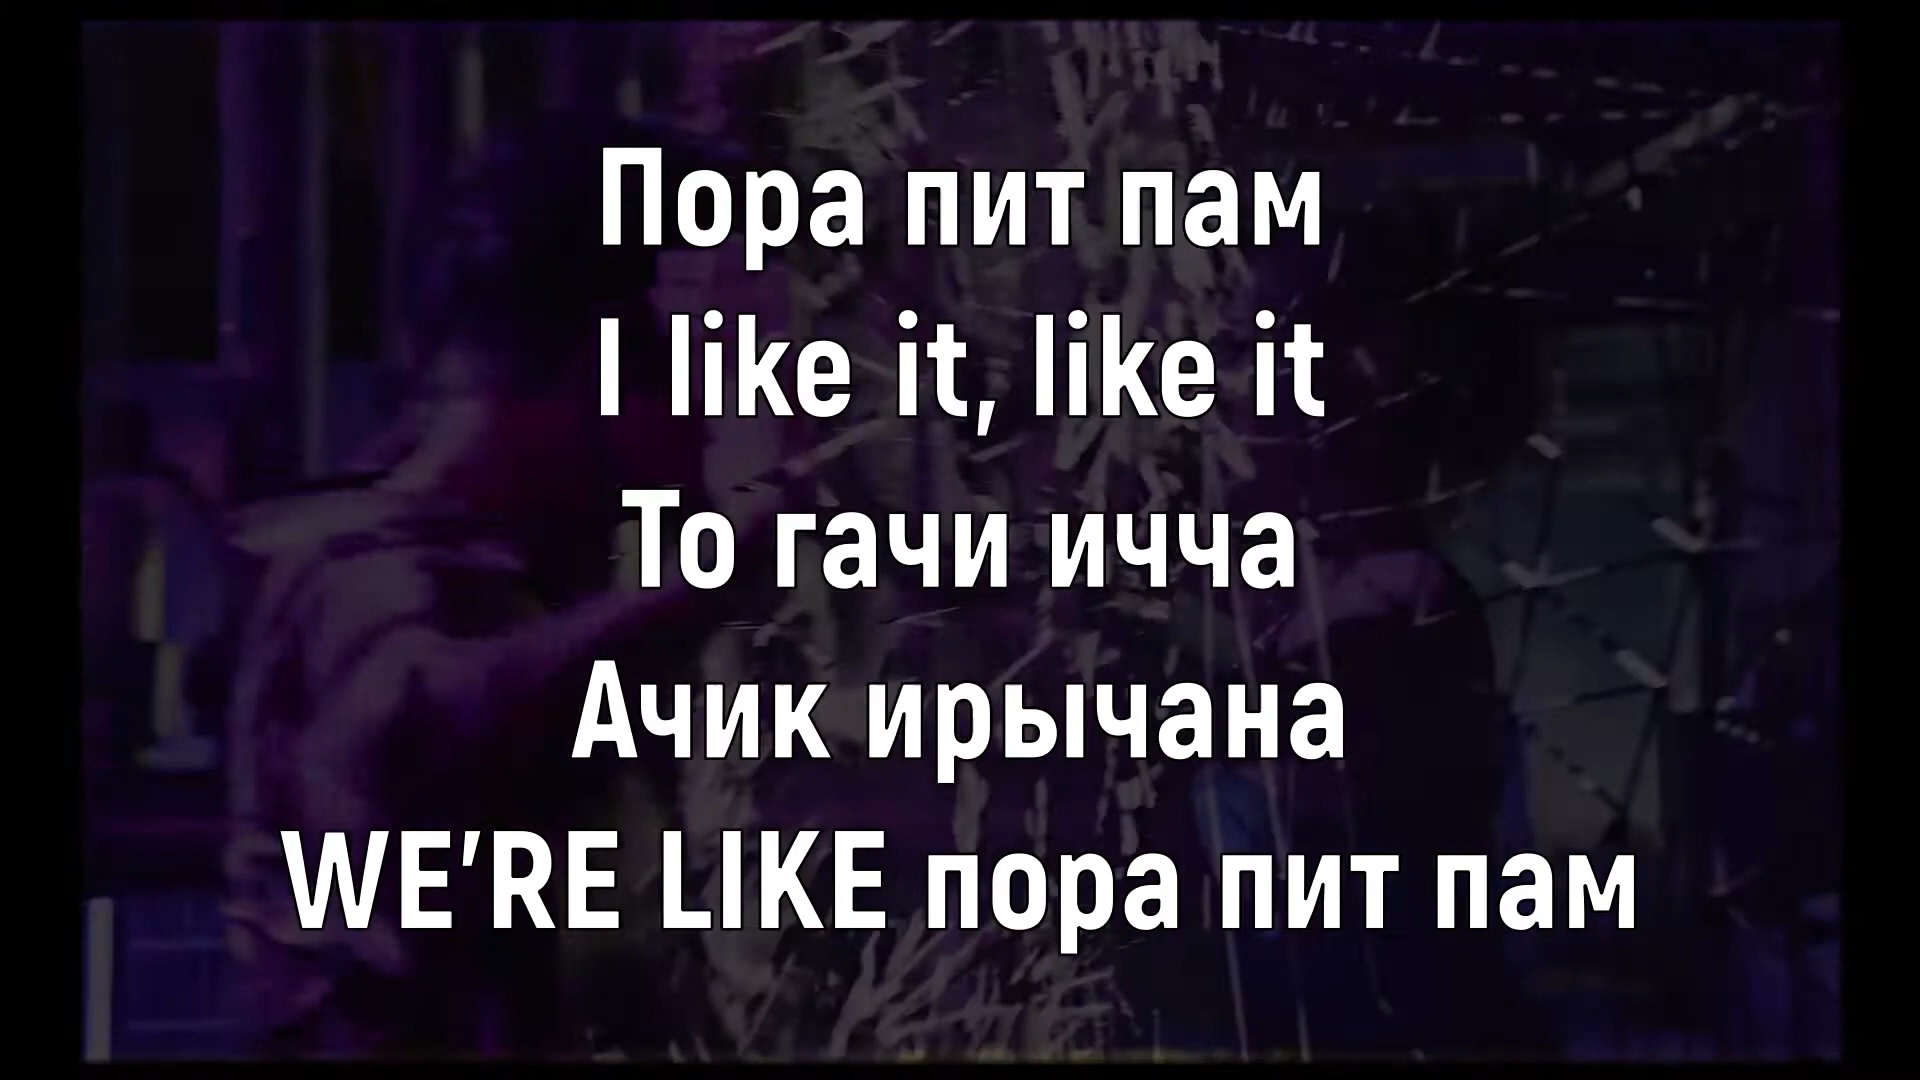 Пора пит пам
I like it, like it
То гачи ичча
Ачик ирычана
WE’RE LIKE пора пит пам